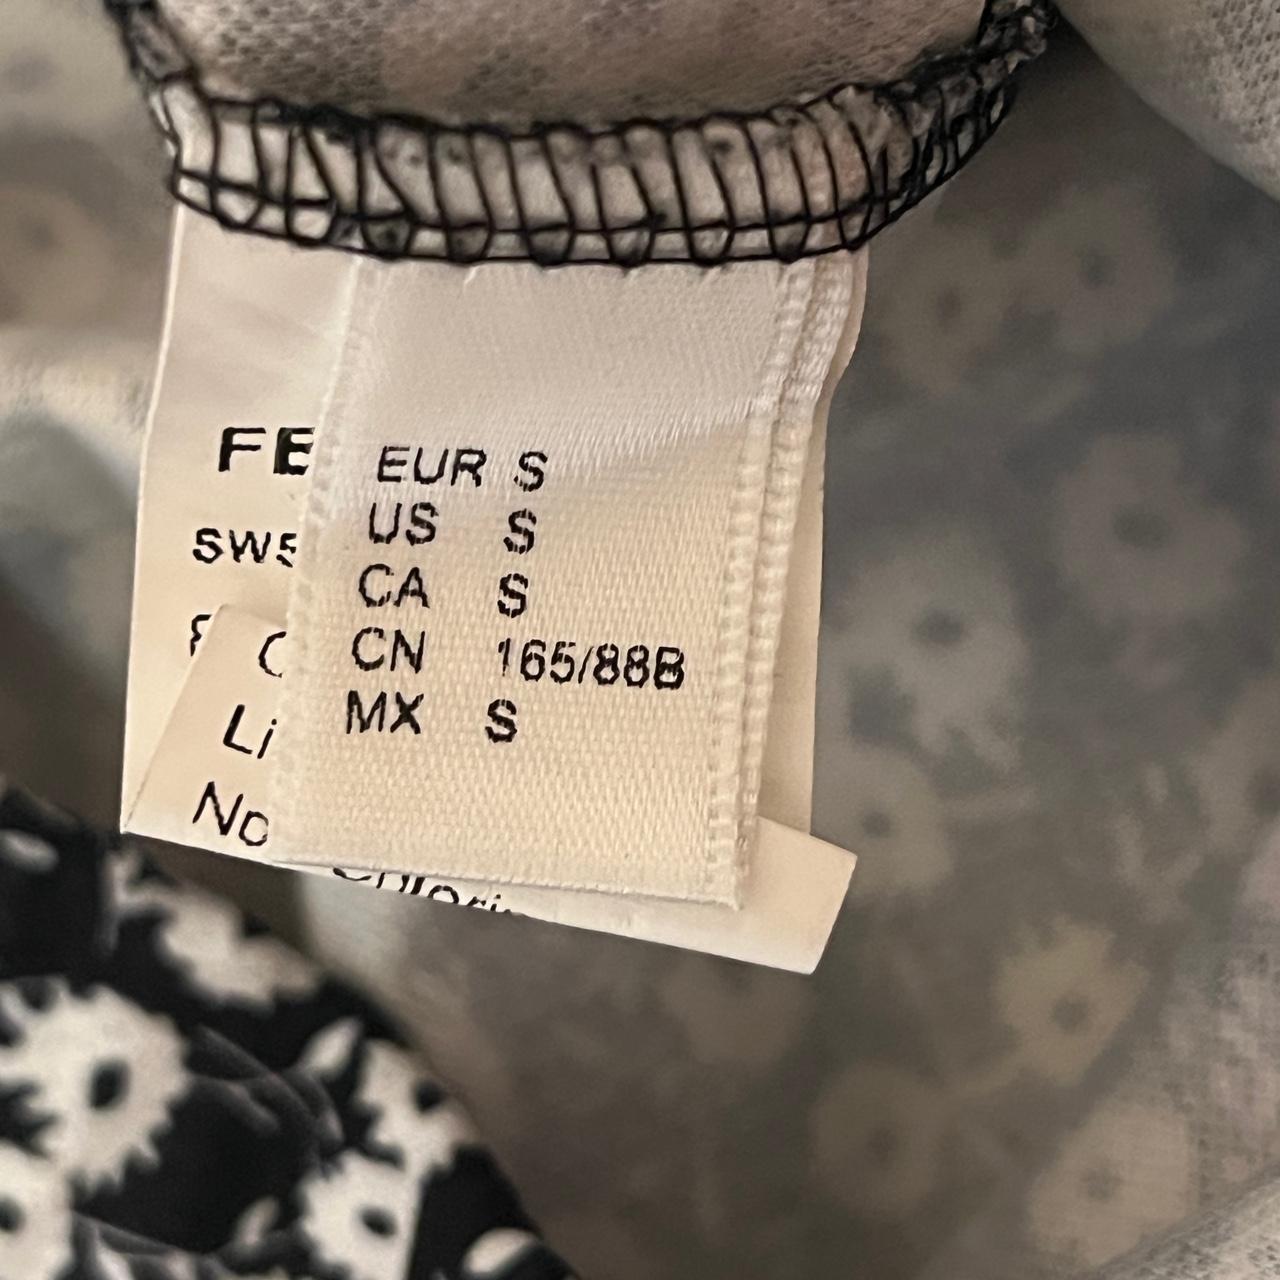 EUR S
US S
CA S
CN 165/88B
MX S
FE
SW5
C
Li
No